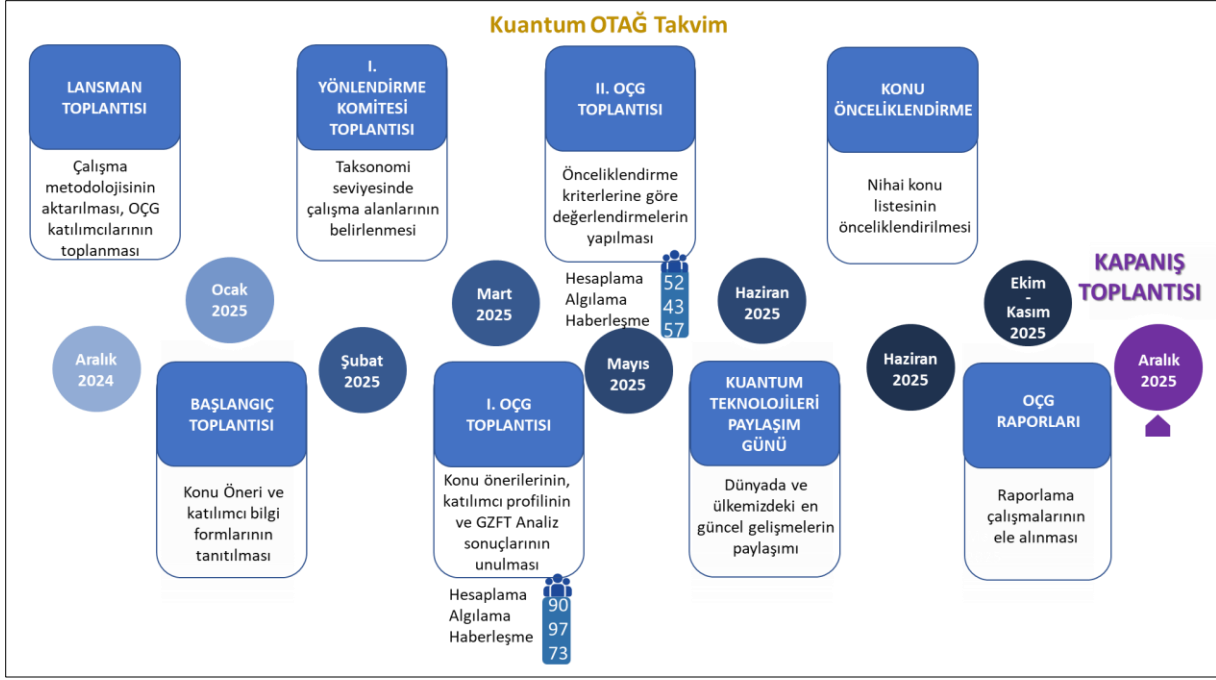 Kuantum OTAĞ Takvim
LANSMAN
TOPLANTISI
Çalışma
metodolojisinin
aktarılması, OÇG
katılımcılarının
toplanması
Aralık
2024
Ocak
2025
BAŞLANGIÇ
TOPLANTISI
Konu Öneri ve
katılımcı bilgi
formlarının
tanıtılması
I.
YÖNLENDİRME
KOMİTESİ
TOPLANTISI
Taksonomi
seviyesinde
çalışma alanlarının
belirlenmesi
Şubat
2025
Mart
2025
I. OÇG
TOPLANTISI
Konu önerilerinin,
katılımcı profilinin
ve GZFT Analiz
sonuçlarının
unulması
Hesaplama 90
Algılama 97
Haberleşme 73
II. OÇG
TOPLANTISI
Önceliklendirme
kriterlerine göre
değerlendirmelerin
yapılması
Hesaplama 52
Algılama 43
Haberleşme 57
Mayıs
2025
Haziran
2025
KUANTUM
TEKNOLOJİLERİ
PAYLAŞIM
GÜNÜ
Dünyada ve
ülkemizdeki en
güncel gelişmelerin
paylaşımı
KONU
ÖNCELİKLENDİRME
Nihai konu
listesinin
önceliklendirilmesi
Haziran
2025
Ekim
-
Kasım
2025
OÇG
RAPORLARI
Raporlama
çalışmalarının
ele alınması
KAPANIŞ
TOPLANTISI
Aralık
2025